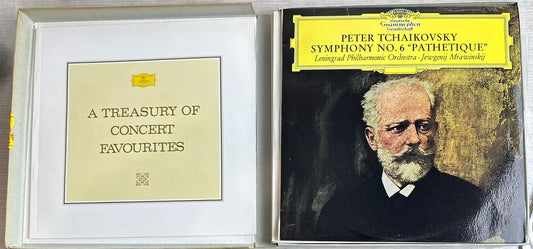 A TREASURY OF
CONCERT
FAVOURITES
Deutsche
Grammophon
Gesellschaft
PETER TCHAIKOVSKY
SYMPHONY NO. 6 "PATHETIQUE"
Leningrad Philharmonic Orchestra · Jewgenij Mrawinskij